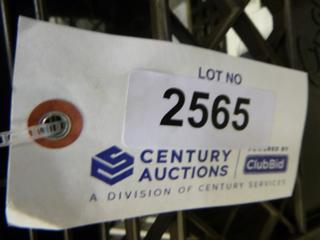 LOT NO
2565
CENTURY AUCTIONS
POWERED BY
ClubBid
A DIVISION OF CENTURY SERVICES